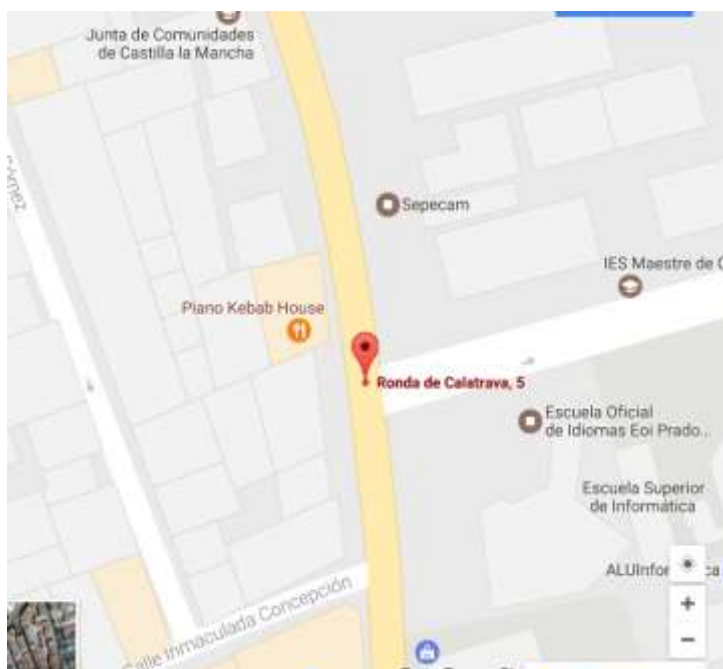 Junta de Comunidades
de Castilla la Mancha
Sepecam
IES Maestre de C
Piano Kebab House
Ronda de Calatrava, 5
Escuela Oficial
de Idiomas Eoi Prado...
Escuela Superior
de Informática
ALUInfor
ca
Calle Inmaculada Concepción